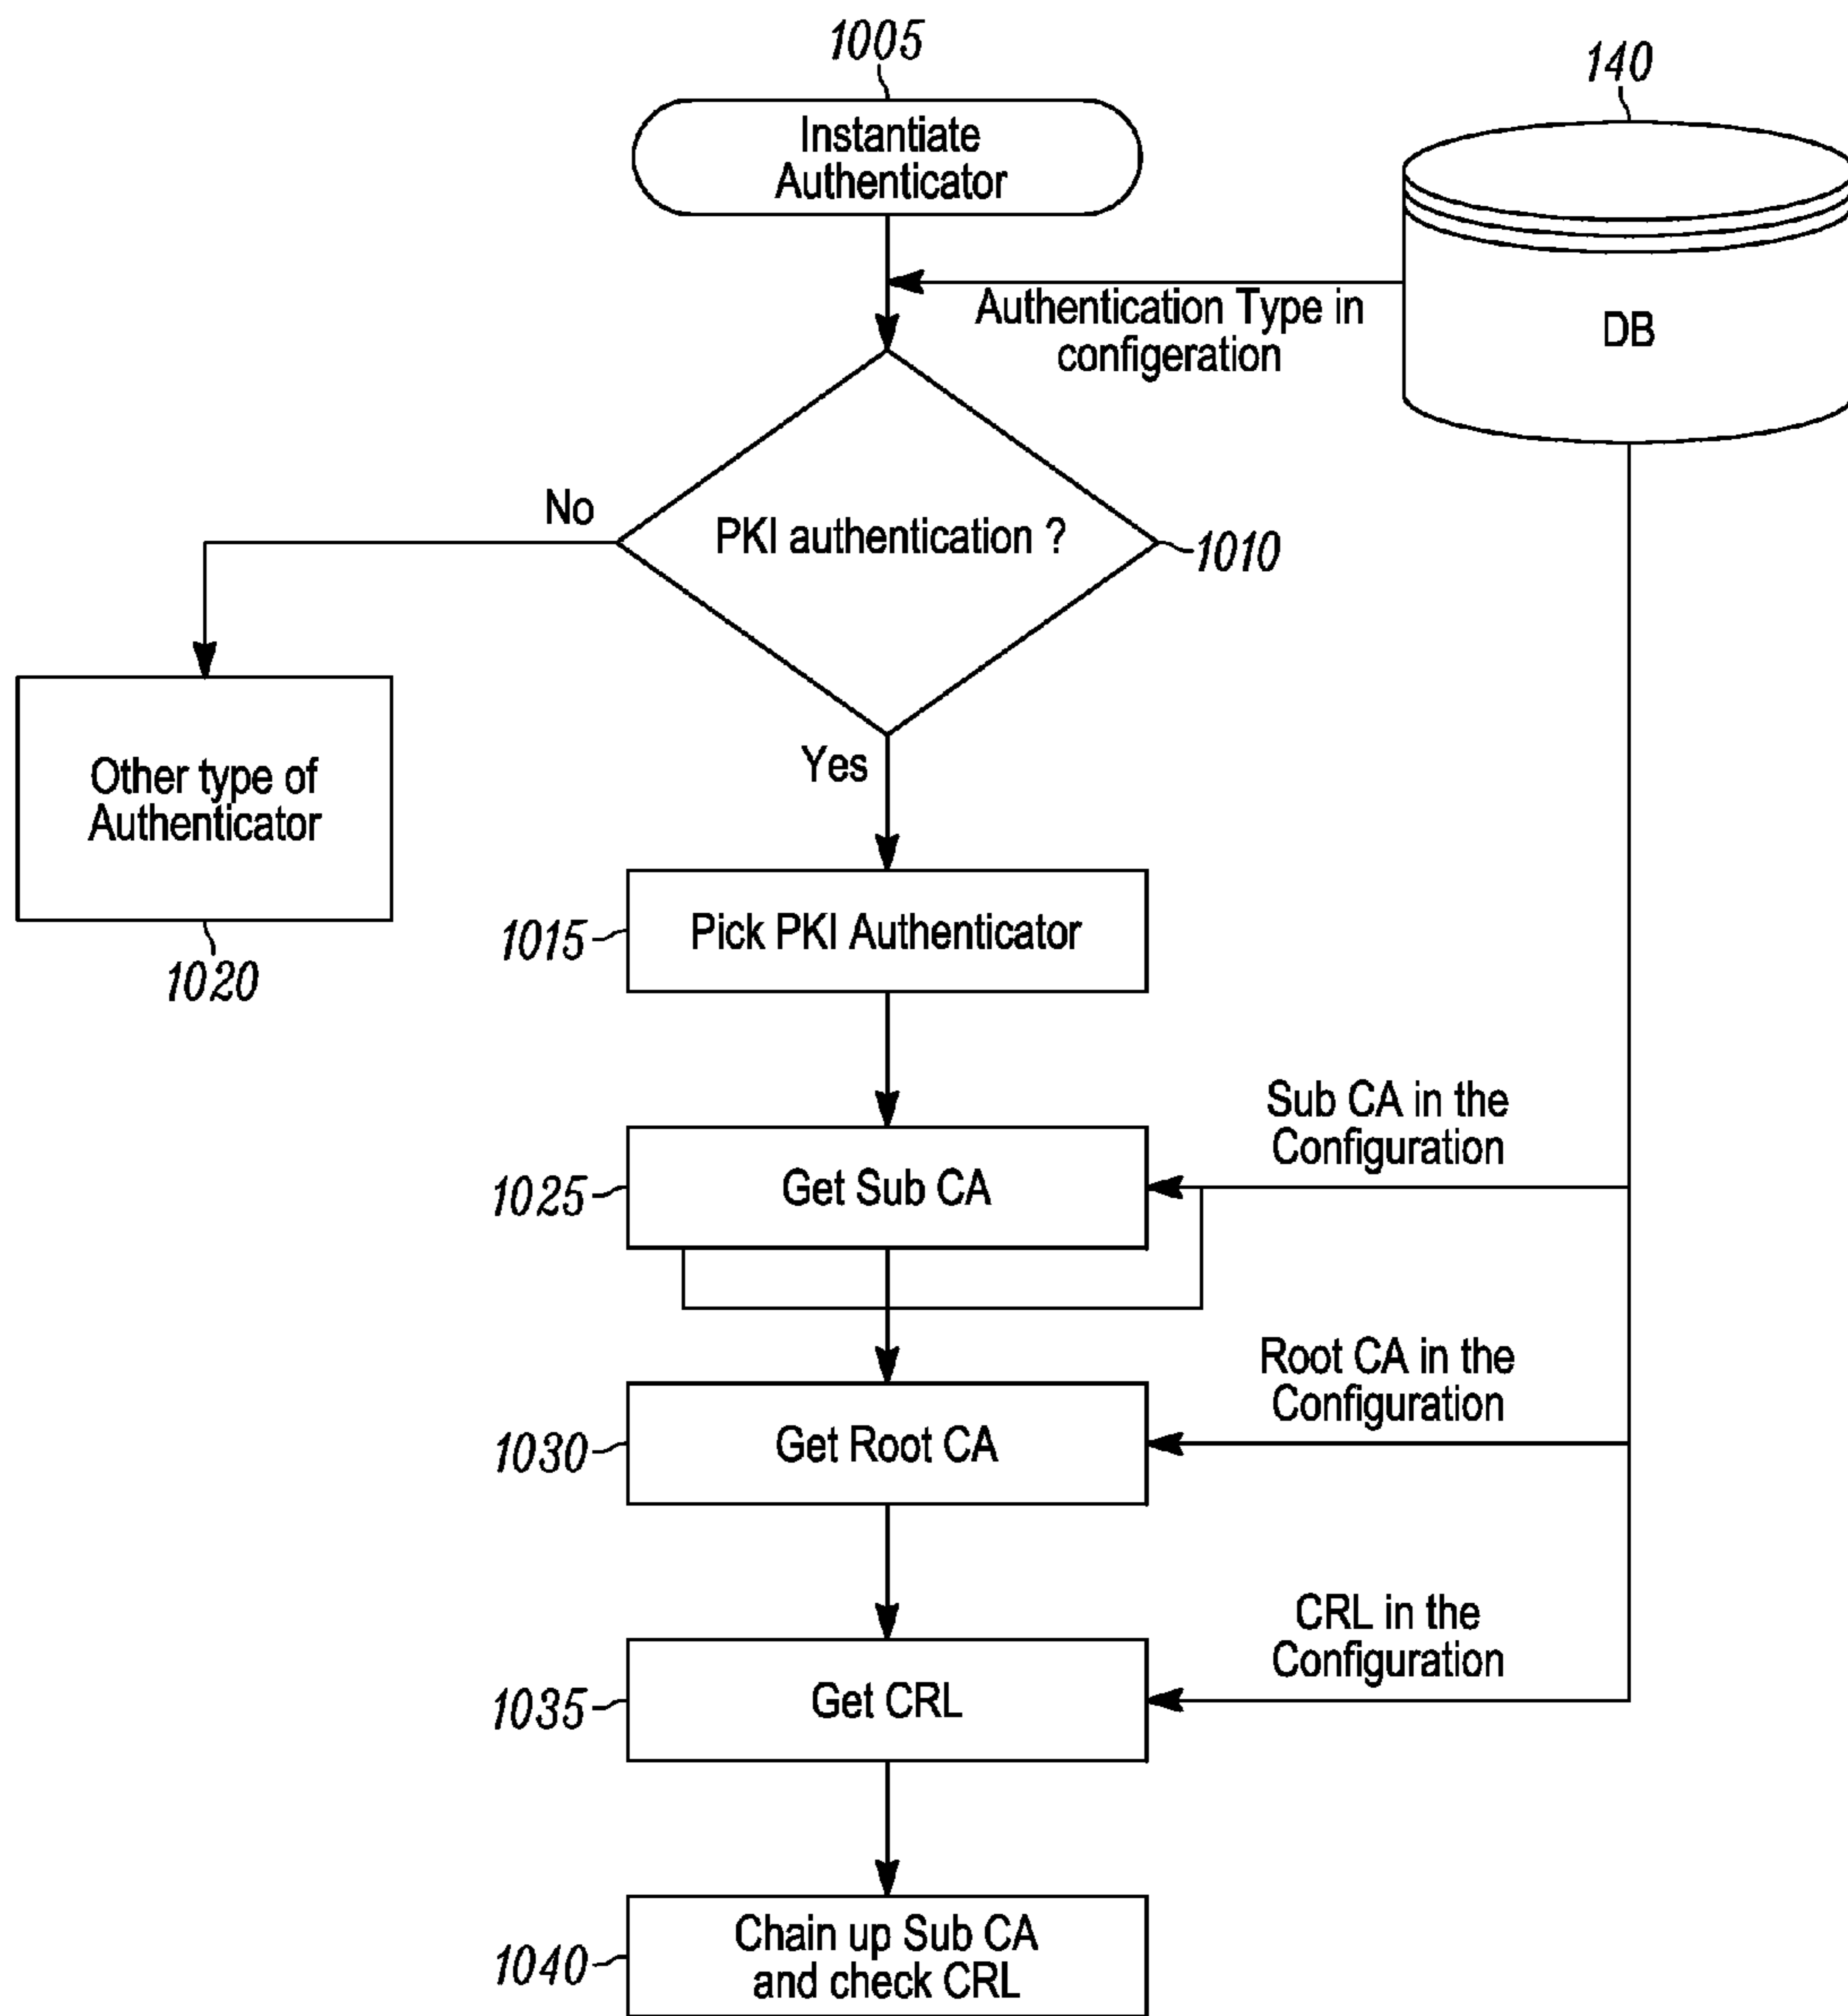 1005
140
Instantiate
Authenticator
Authentication Type in
configeration
DB
No
PKI authentication ?
1010
Yes
Other type of
Authenticator
1020
1015
Pick PKI Authenticator
Sub CA in the
Configuration
1025
Get Sub CA
Root CA in the
Configuration
1030
Get Root CA
CRL in the
Configuration
1035
Get CRL
1040
Chain up Sub CA
and check CRL